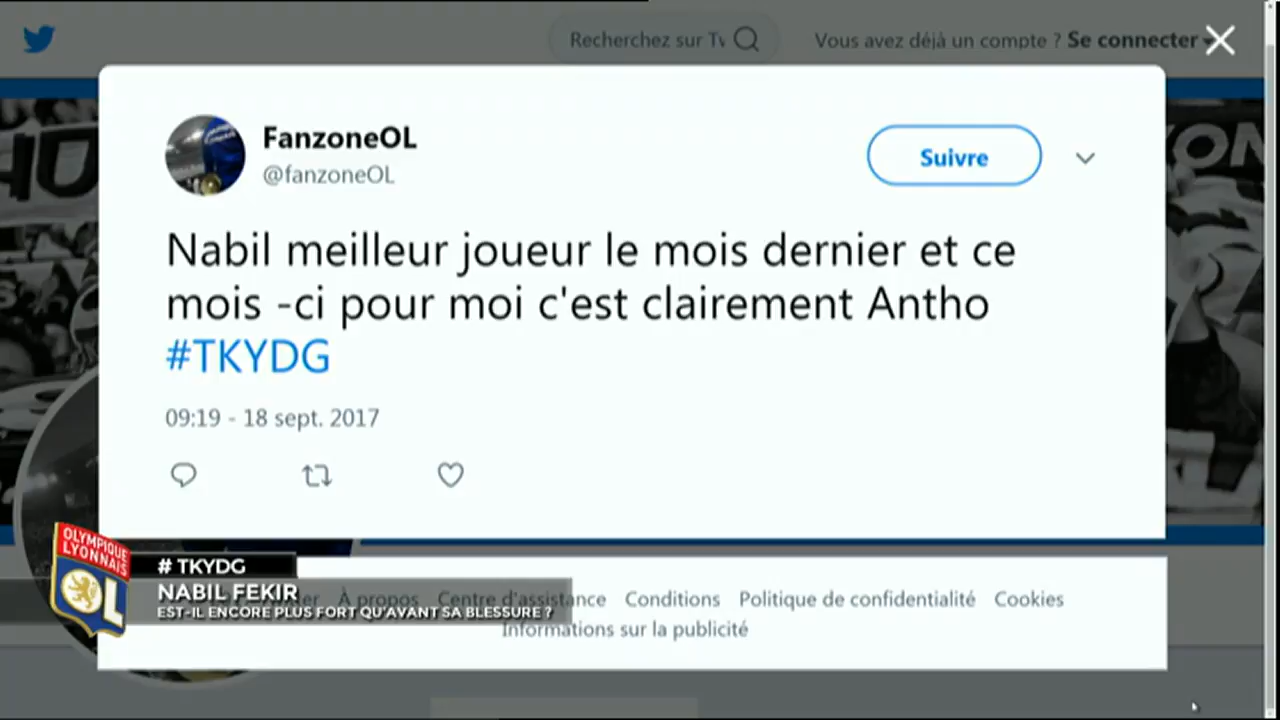 Recherchez sur Tw
Vous avez déjà un compte ? Se connecter
FanzoneOL
@fanzoneOL
Suivre
Nabil meilleur joueur le mois dernier et ce
mois -ci pour moi c'est clairement Antho
#TKYDG
09:19 - 18 sept. 2017
OLYMPIQUE
LYONNAIS
OL
# TKYDG
NABIL FEKIR
EST-IL ENCORE PLUS FORT QU'AVANT SA BLESSURE ?
À propos Centre d'assistance Conditions Politique de confidentialité Cookies
Informations sur la publicité